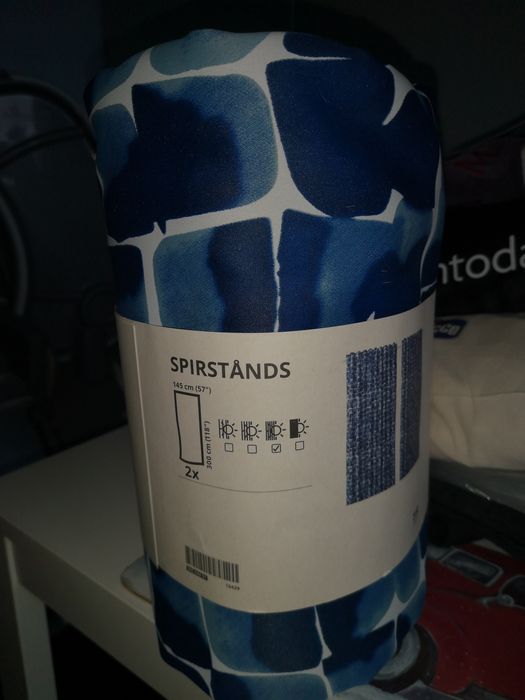 ntoda
SPIRSTÅNDS
145 cm (57")
300 cm (118")
2x